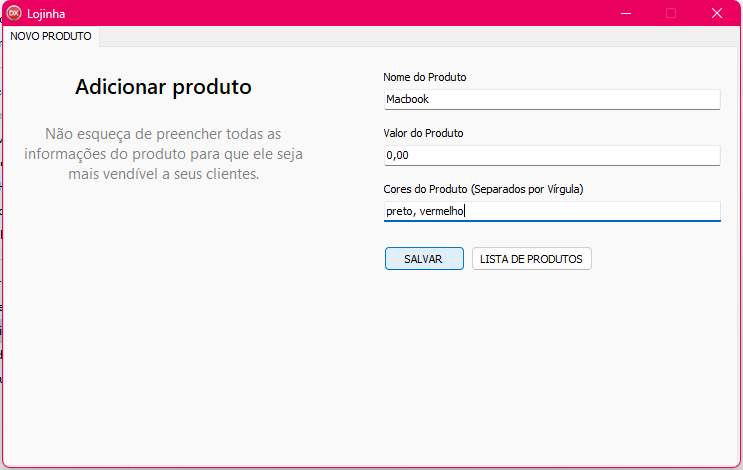 Lojinha
NOVO PRODUTO
Adicionar produto
Não esqueça de preencher todas as
informações do produto para que ele seja
mais vendível a seus clientes.
Nome do Produto
Macbook
Valor do Produto
0,00
Cores do Produto (Separados por Vírgula)
preto, vermelho
SALVAR
LISTA DE PRODUTOS